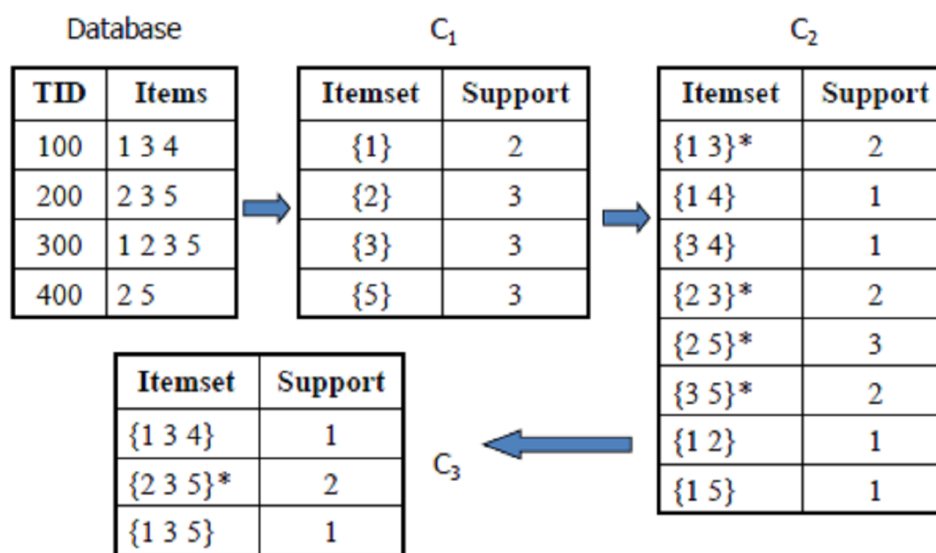 Database
TID Items
100 1 3 4
200 2 3 5
300 1 2 3 5
400 2 5
C1
Itemset Support
{1} 2
{2} 3
{3} 3
{5} 3
C2
Itemset Support
{1 3}* 2
{1 4} 1
{3 4} 1
{2 3}* 2
{2 5}* 3
{3 5}* 2
{1 2} 1
{1 5} 1
Itemset Support
{1 3 4} 1
{2 3 5}* 2
{1 3 5} 1
C3